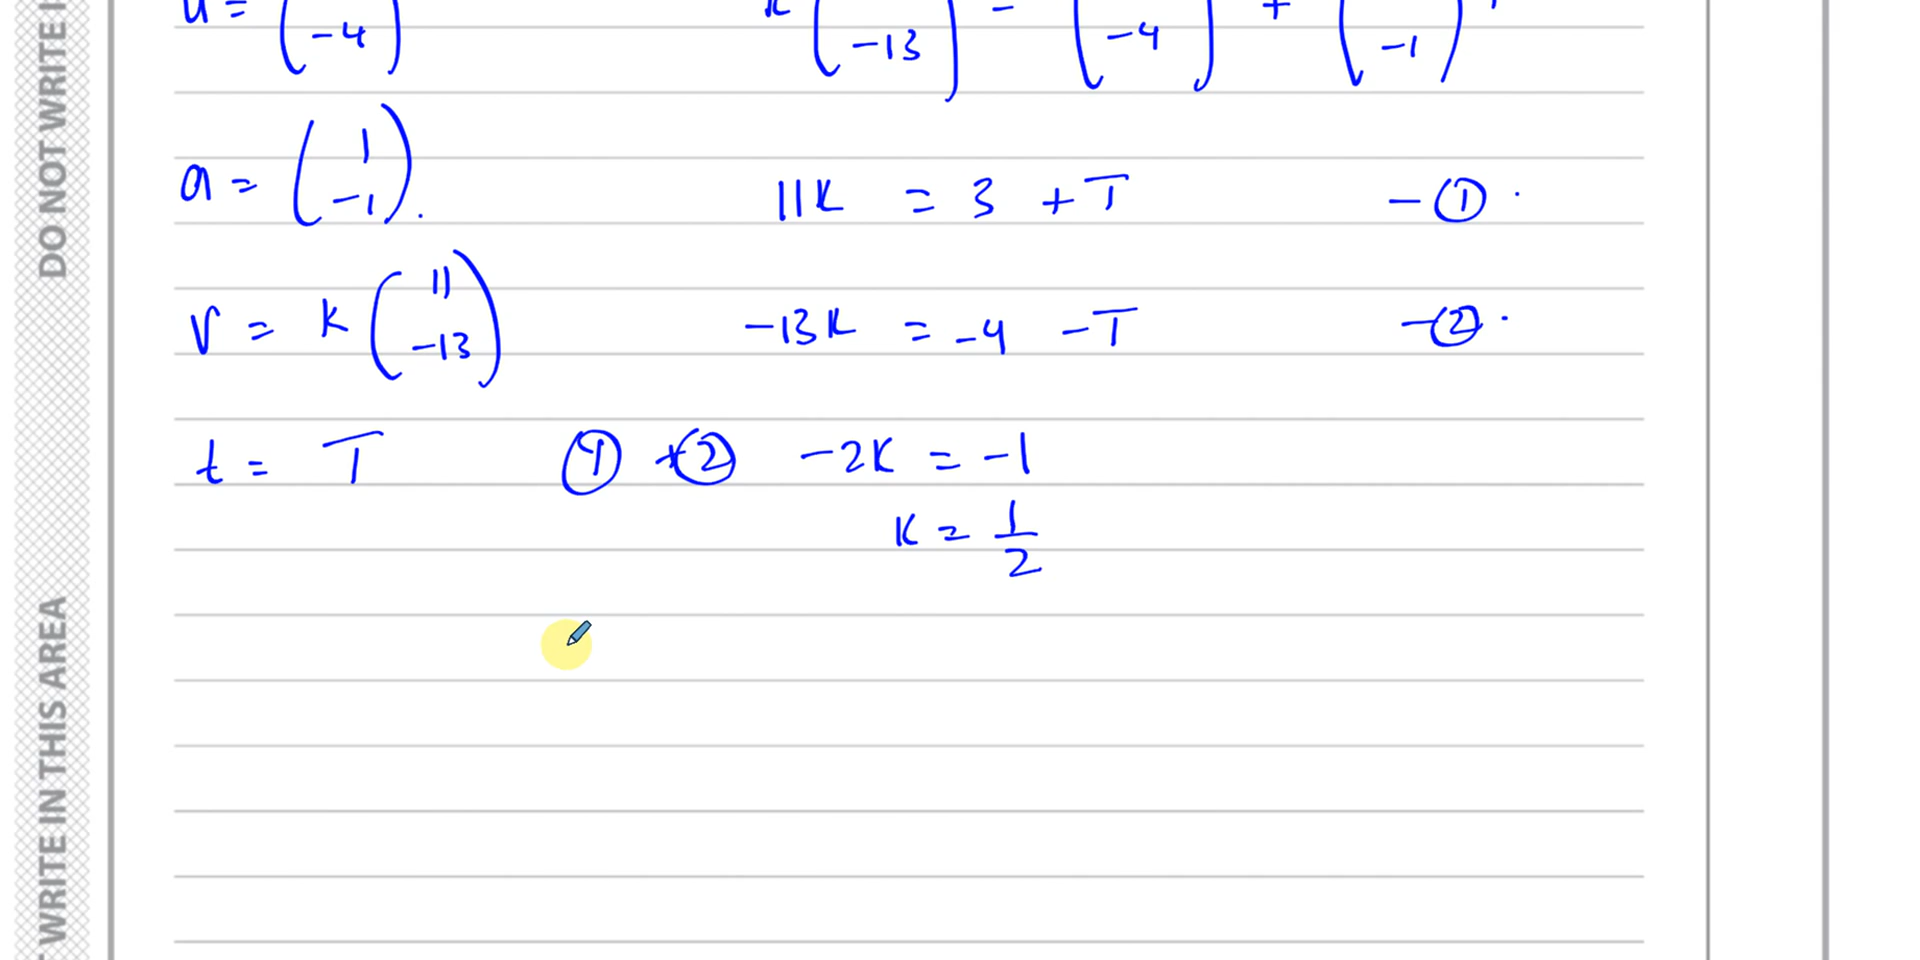 u = ( -4 ) k ( -13 ) = ( -4 ) + ( -1 )
a = ( 1 -1 ).
11k = 3 + T - ① .
v = k ( 11 -13 )
-13k = -4 - T - ② .
t = T ① + ② -2k = -1
k = 1/2
DO NOT WRITE
WRITE IN THIS AREA